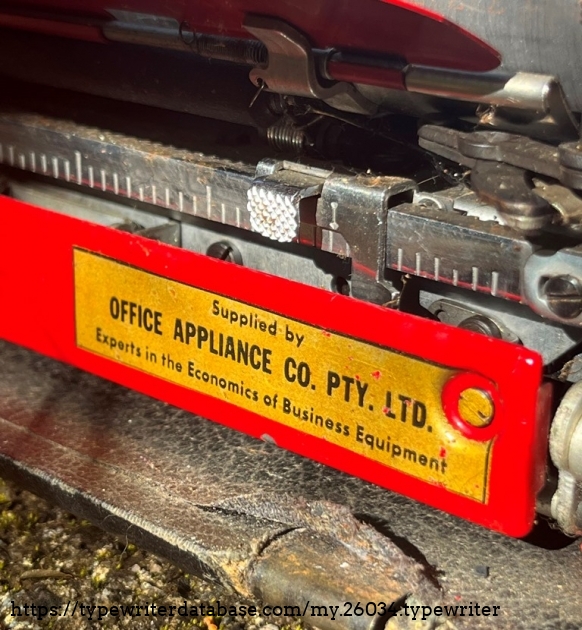 Supplied by
OFFICE APPLIANCE CO. PTY. LTD.
Experts in the Economics of Business Equipment
https://typewriterdatabase.com/my.26034.typewriter